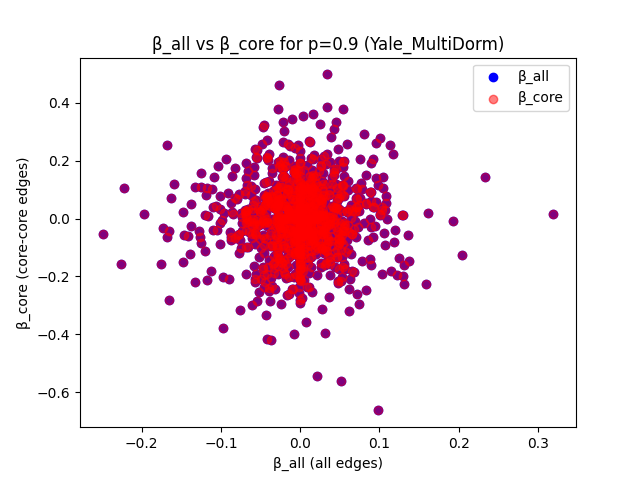 β_all vs β_core for p=0.9 (Yale_MultiDorm)
β_all
β_core
β_core (core-core edges)
0.4
0.2
0.0
−0.2
−0.4
−0.6
−0.2
−0.1
0.0
0.1
0.2
0.3
β_all (all edges)